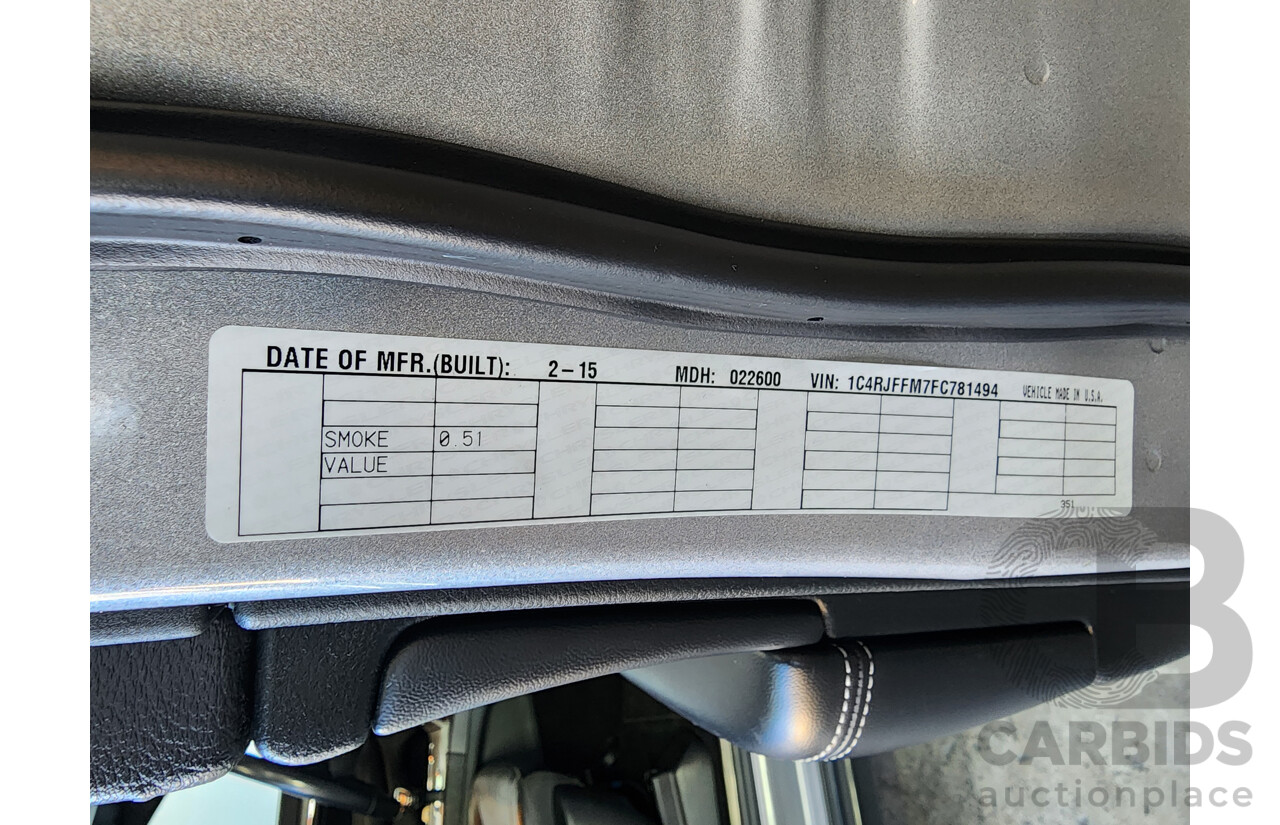 DATE OF MFR.(BUILT): 2-15 MDH: 022600 VIN: 1C4RJFFM7FC781494 VEHICLE MADE IN U.S.A.
SMOKE 0.51
VALUE
351
CB
CARBIDS
auctionplace